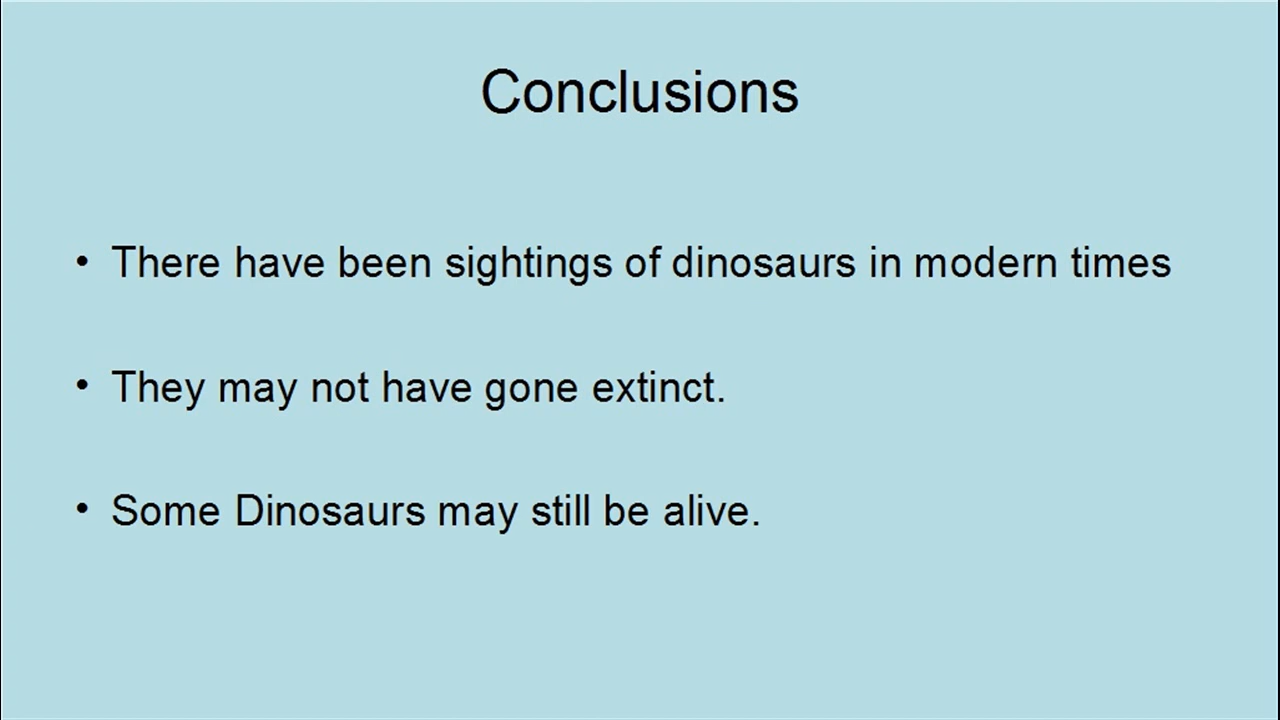 Conclusions
• There have been sightings of dinosaurs in modern times
• They may not have gone extinct.
• Some Dinosaurs may still be alive.